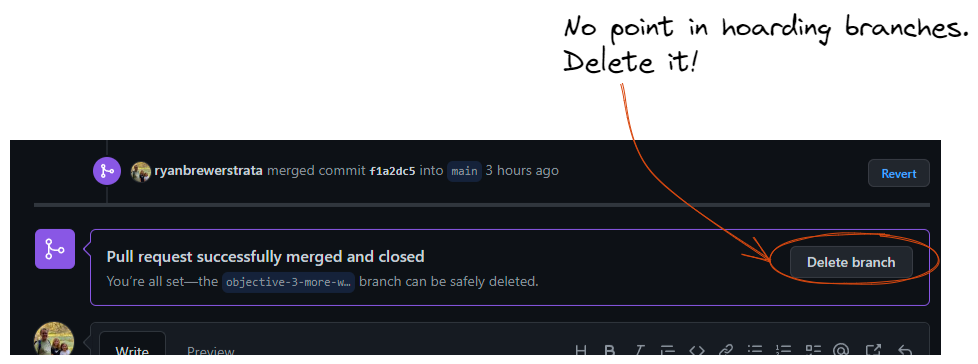 No point in hoarding branches.
Delete it!
ryanbrewerstrata merged commit f1a2dc5 into main 3 hours ago
Revert
Pull request successfully merged and closed
You're all set—the objective-3-more-w… branch can be safely deleted.
Delete branch
Write Preview